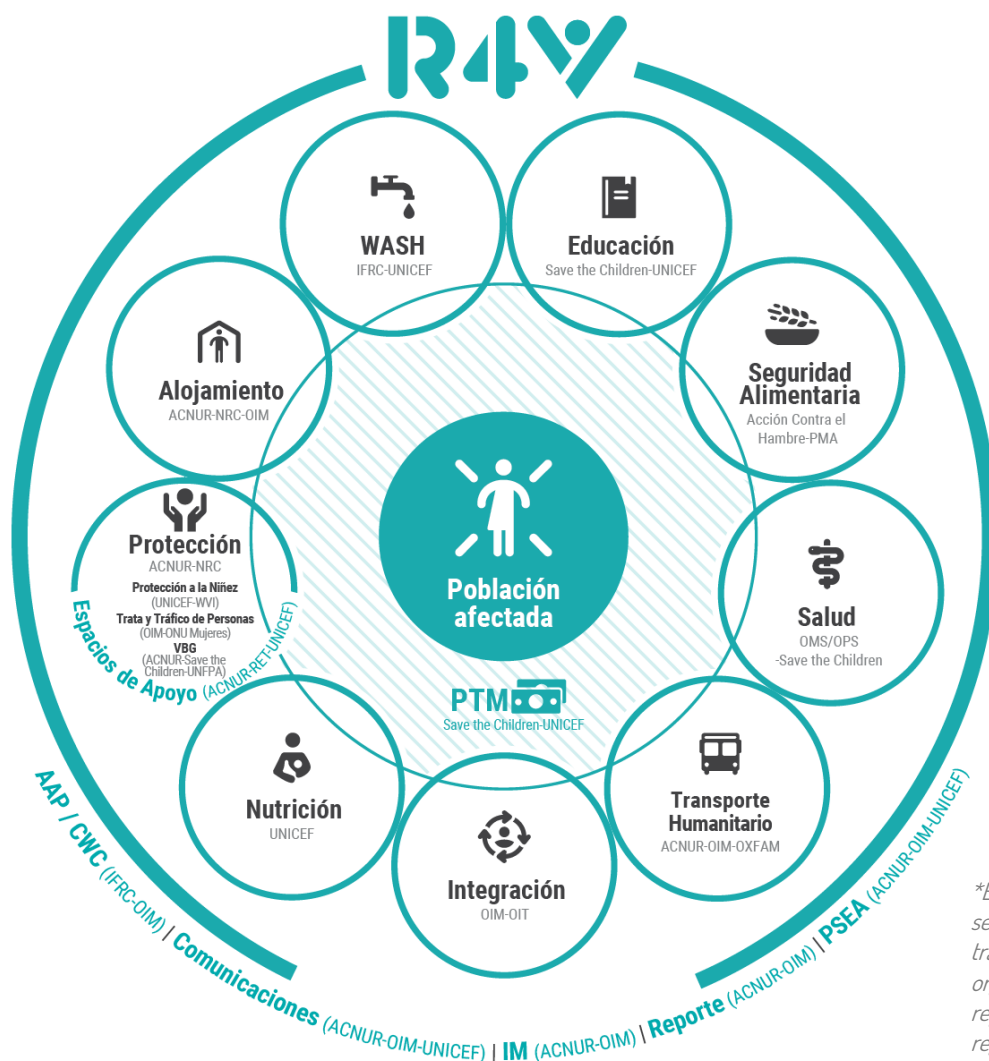 R4V
WASH
IFRC-UNICEF
Educación
Save the Children-UNICEF
Alojamiento
ACNUR-NRC-OIM
Seguridad
Alimentaria
Acción Contra el
Hambre-PMA
Protección
ACNUR-NRC
Protección a la Niñez
(UNICEF-WVI)
Trata y Tráfico de Personas
(OIM-ONU Mujeres)
VBG
(ACNUR-Save the
Children-UNFPA)
Espacios de Apoyo (ACNUR-RET-UNICEF)
Población
afectada
Salud
OMS/OPS
-Save the Children
PTM
Save the Children-UNICEF
Nutrición
UNICEF
Integración
OIM-OIT
Transporte
Humanitario
ACNUR-OIM-OXFAM
AAP / CWC (IFRC-OIM) | Comunicaciones (ACNUR-OIM-UNICEF) | IM (ACNUR-OIM) | Reporte (ACNUR-OIM) | PSEA (ACNUR-OIM-UNICEF)